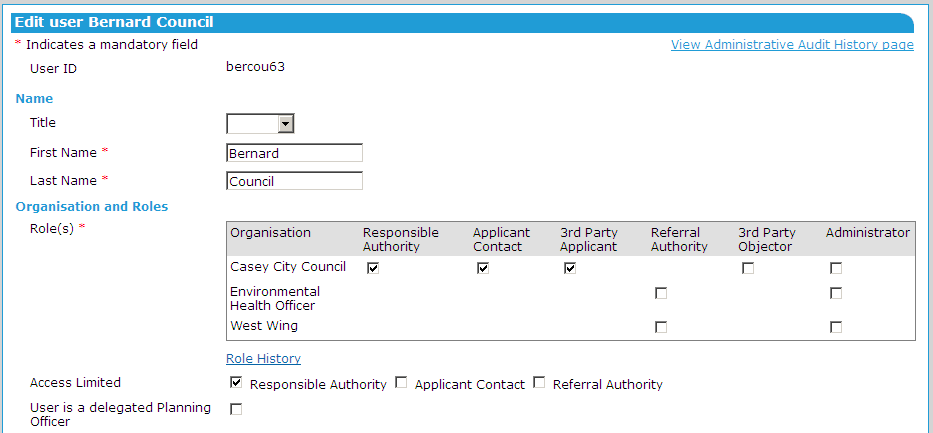 Edit user Bernard Council
* Indicates a mandatory field
View Administrative Audit History page
User ID
bercou63
Name
Title
First Name *
Bernard
Last Name *
Council
Organisation and Roles
Role(s) *
Organisation
Responsible Authority
Applicant Contact
3rd Party Applicant
Referral Authority
3rd Party Objector
Administrator
Casey City Council
Environmental
Health Officer
West Wing
Role History
Access Limited
Responsible Authority
Applicant Contact
Referral Authority
User is a delegated Planning
Officer